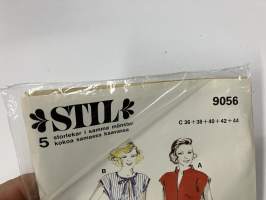 STIL
9056
5 storlekar i samma mönster
kokoa samassa kaavassa
C 36+38+40+42+44
B
A